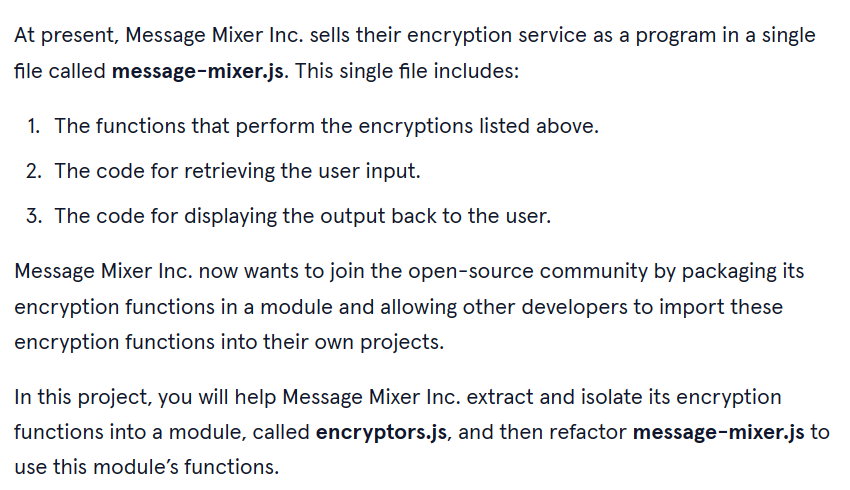 At present, Message Mixer Inc. sells their encryption service as a program in a single
file called message-mixer.js. This single file includes:
1. The functions that perform the encryptions listed above.
2. The code for retrieving the user input.
3. The code for displaying the output back to the user.
Message Mixer Inc. now wants to join the open-source community by packaging its
encryption functions in a module and allowing other developers to import these
encryption functions into their own projects.
In this project, you will help Message Mixer Inc. extract and isolate its encryption
functions into a module, called encryptors.js, and then refactor message-mixer.js to
use this module's functions.